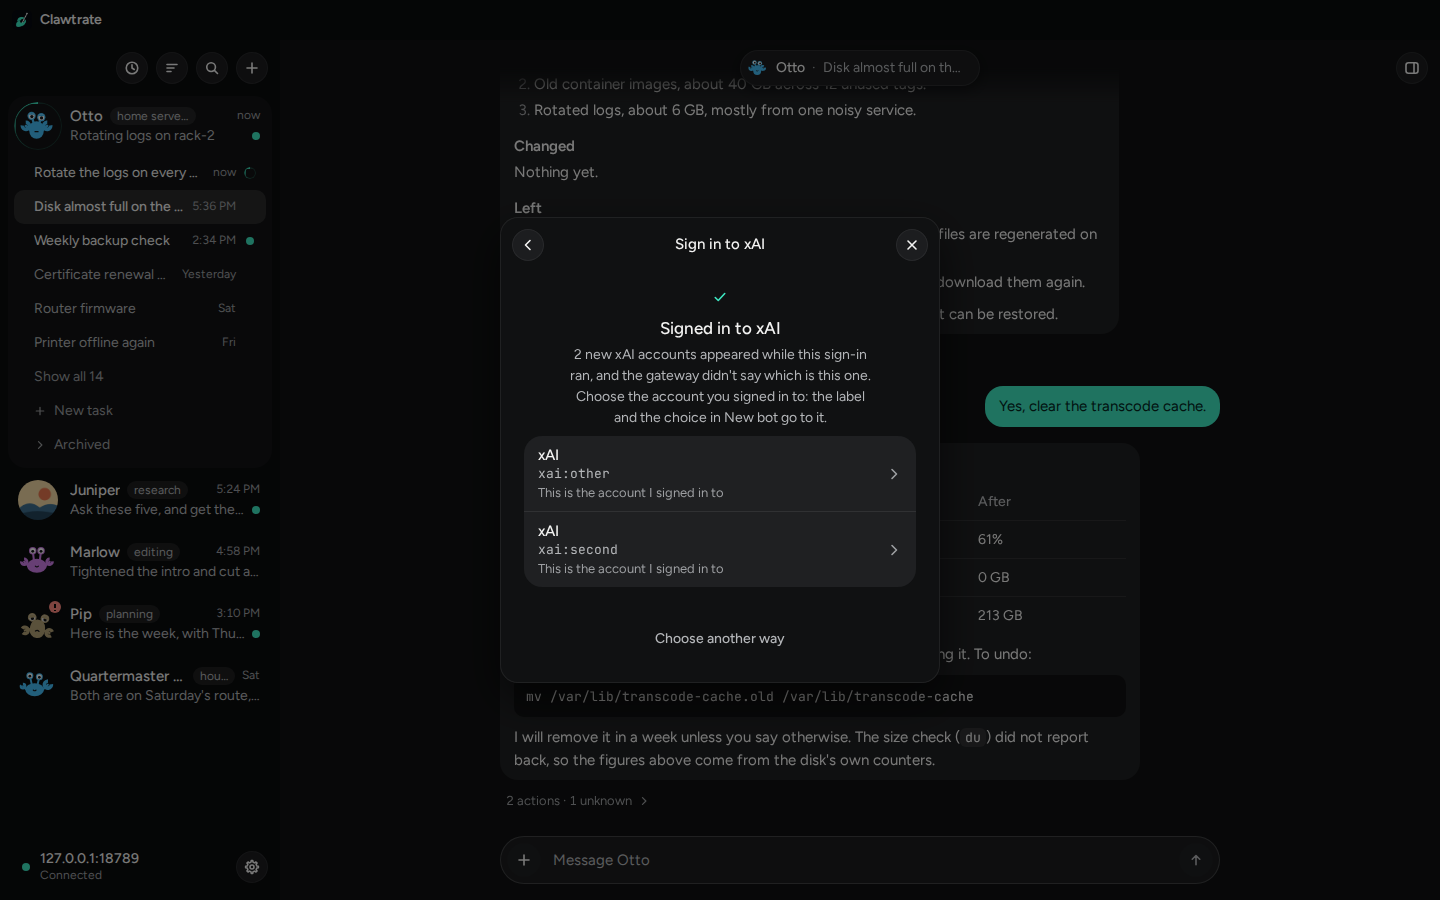 Clawtrate
Otto
home serve...
now
Rotating logs on rack-2
Rotate the logs on every ...
now
Disk almost full on the ...
5:36 PM
Weekly backup check
2:34 PM
Certificate renewal ...
Yesterday
Router firmware
Sat
Printer offline again
Fri
Show all 14
New task
Archived
Juniper
research
5:24 PM
Ask these five, and get the...
Marlow
editing
4:58 PM
Tightened the intro and cut a...
Pip
planning
3:10 PM
Here is the week, with Thu...
Quartermaster ...
hou...
Sat
Both are on Saturday's route,...
127.0.0.1:18789
Connected
Otto · Disk almost full on th...
2. Old container images, about 40 GB across 12 unused tags.
3. Rotated logs, about 6 GB, mostly from one noisy service.
Changed
Nothing yet.
Left
files are regenerated on
download them again.
t can be restored.
Sign in to xAI
Signed in to xAI
2 new xAI accounts appeared while this sign-in
ran, and the gateway didn't say which is this one.
Choose the account you signed in to: the label
and the choice in New bot go to it.
xAI
xai:other
This is the account I signed in to
xAI
xai:second
This is the account I signed in to
Choose another way
Yes, clear the transcode cache.
After
61%
0 GB
213 GB
ng it. To undo:
mv /var/lib/transcode-cache.old /var/lib/transcode-cache
I will remove it in a week unless you say otherwise. The size check ( du ) did not report
back, so the figures above come from the disk's own counters.
2 actions · 1 unknown
Message Otto